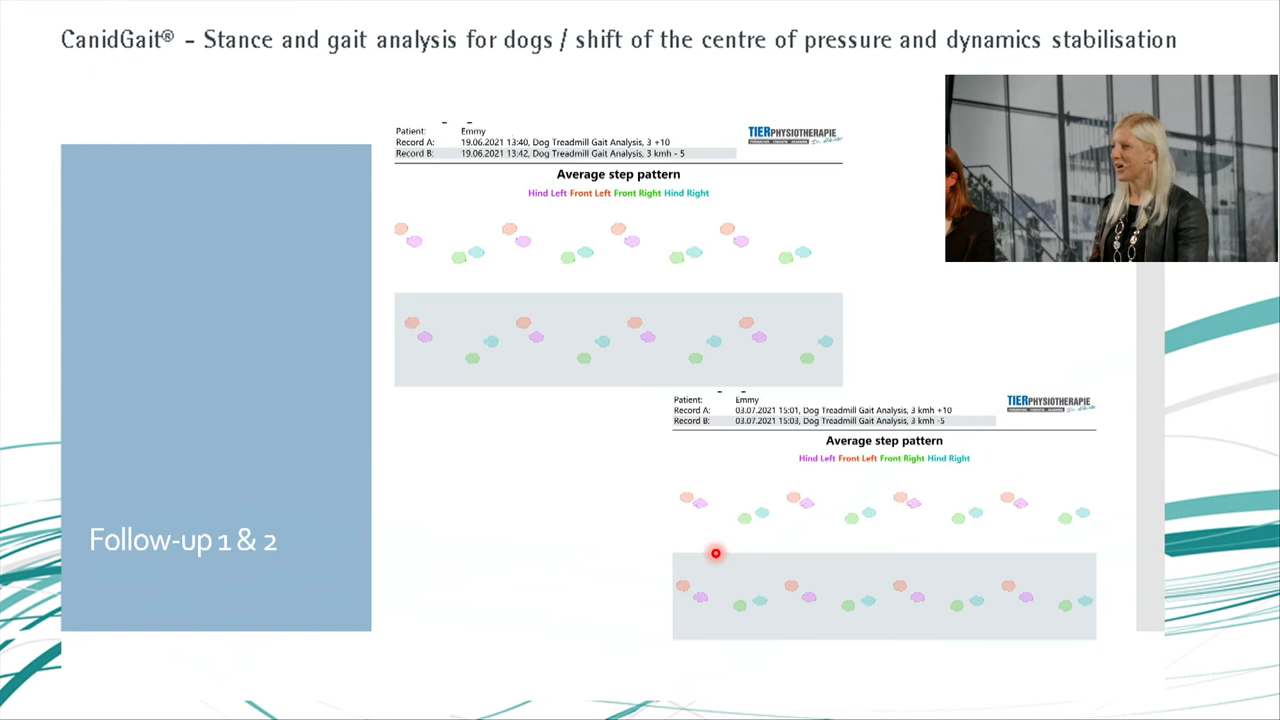 CanidGait® - Stance and gait analysis for dogs / shift of the centre of pressure and dynamics stabilisation
Patient: Emmy
Record A: 19.06.2021 13:40, Dog Treadmill Gait Analysis, 3 +10
Record B: 19.06.2021 13:42, Dog Treadmill Gait Analysis, 3 kmh - 5
TIERPHYSIOTHERAPIE
Average step pattern
Hind Left Front Left Front Right Hind Right
Patient: Emmy
Record A: 03.07.2021 15:01, Dog Treadmill Gait Analysis, 3 kmh +10
Record B: 03.07.2021 15:03, Dog Treadmill Gait Analysis, 3 kmh -5
TIERPHYSIOTHERAPIE
Average step pattern
Hind Left Front Left Front Right Hind Right
Follow-up 1 & 2